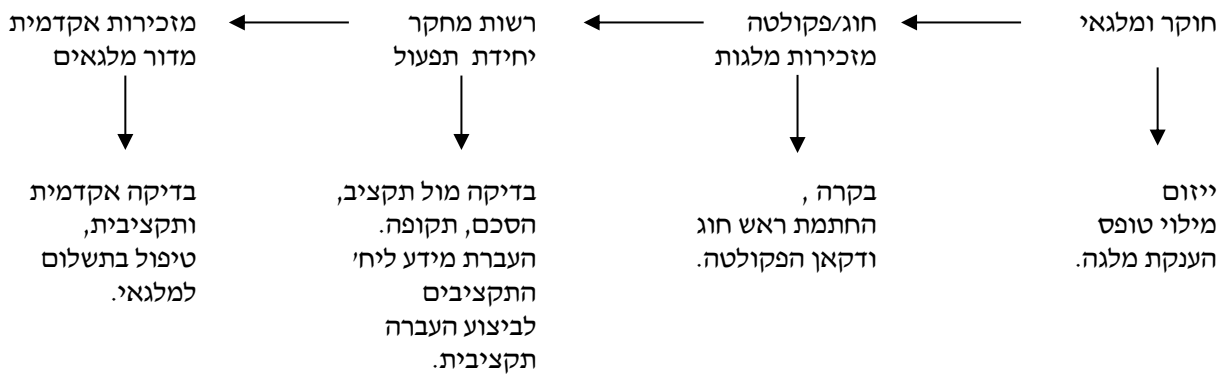 חוקר ומלגאי
חוג/פקולטה
מזכירות מלגות
רשות מחקר
יחידת תפעול
מזכירות אקדמית
מדור מלגאים
ייזום
מילוי טופס
הענקת מלגה.
בקרה ,
החתמת ראש חוג
ודקאן הפקולטה.
בדיקה מול תקציב,
הסכם, תקופה.
העברת מידע ליח'
התקציבים
לביצוע העברה
תקציבית.
בדיקה אקדמית
ותקציבית,
טיפול בתשלום
למלגאי.